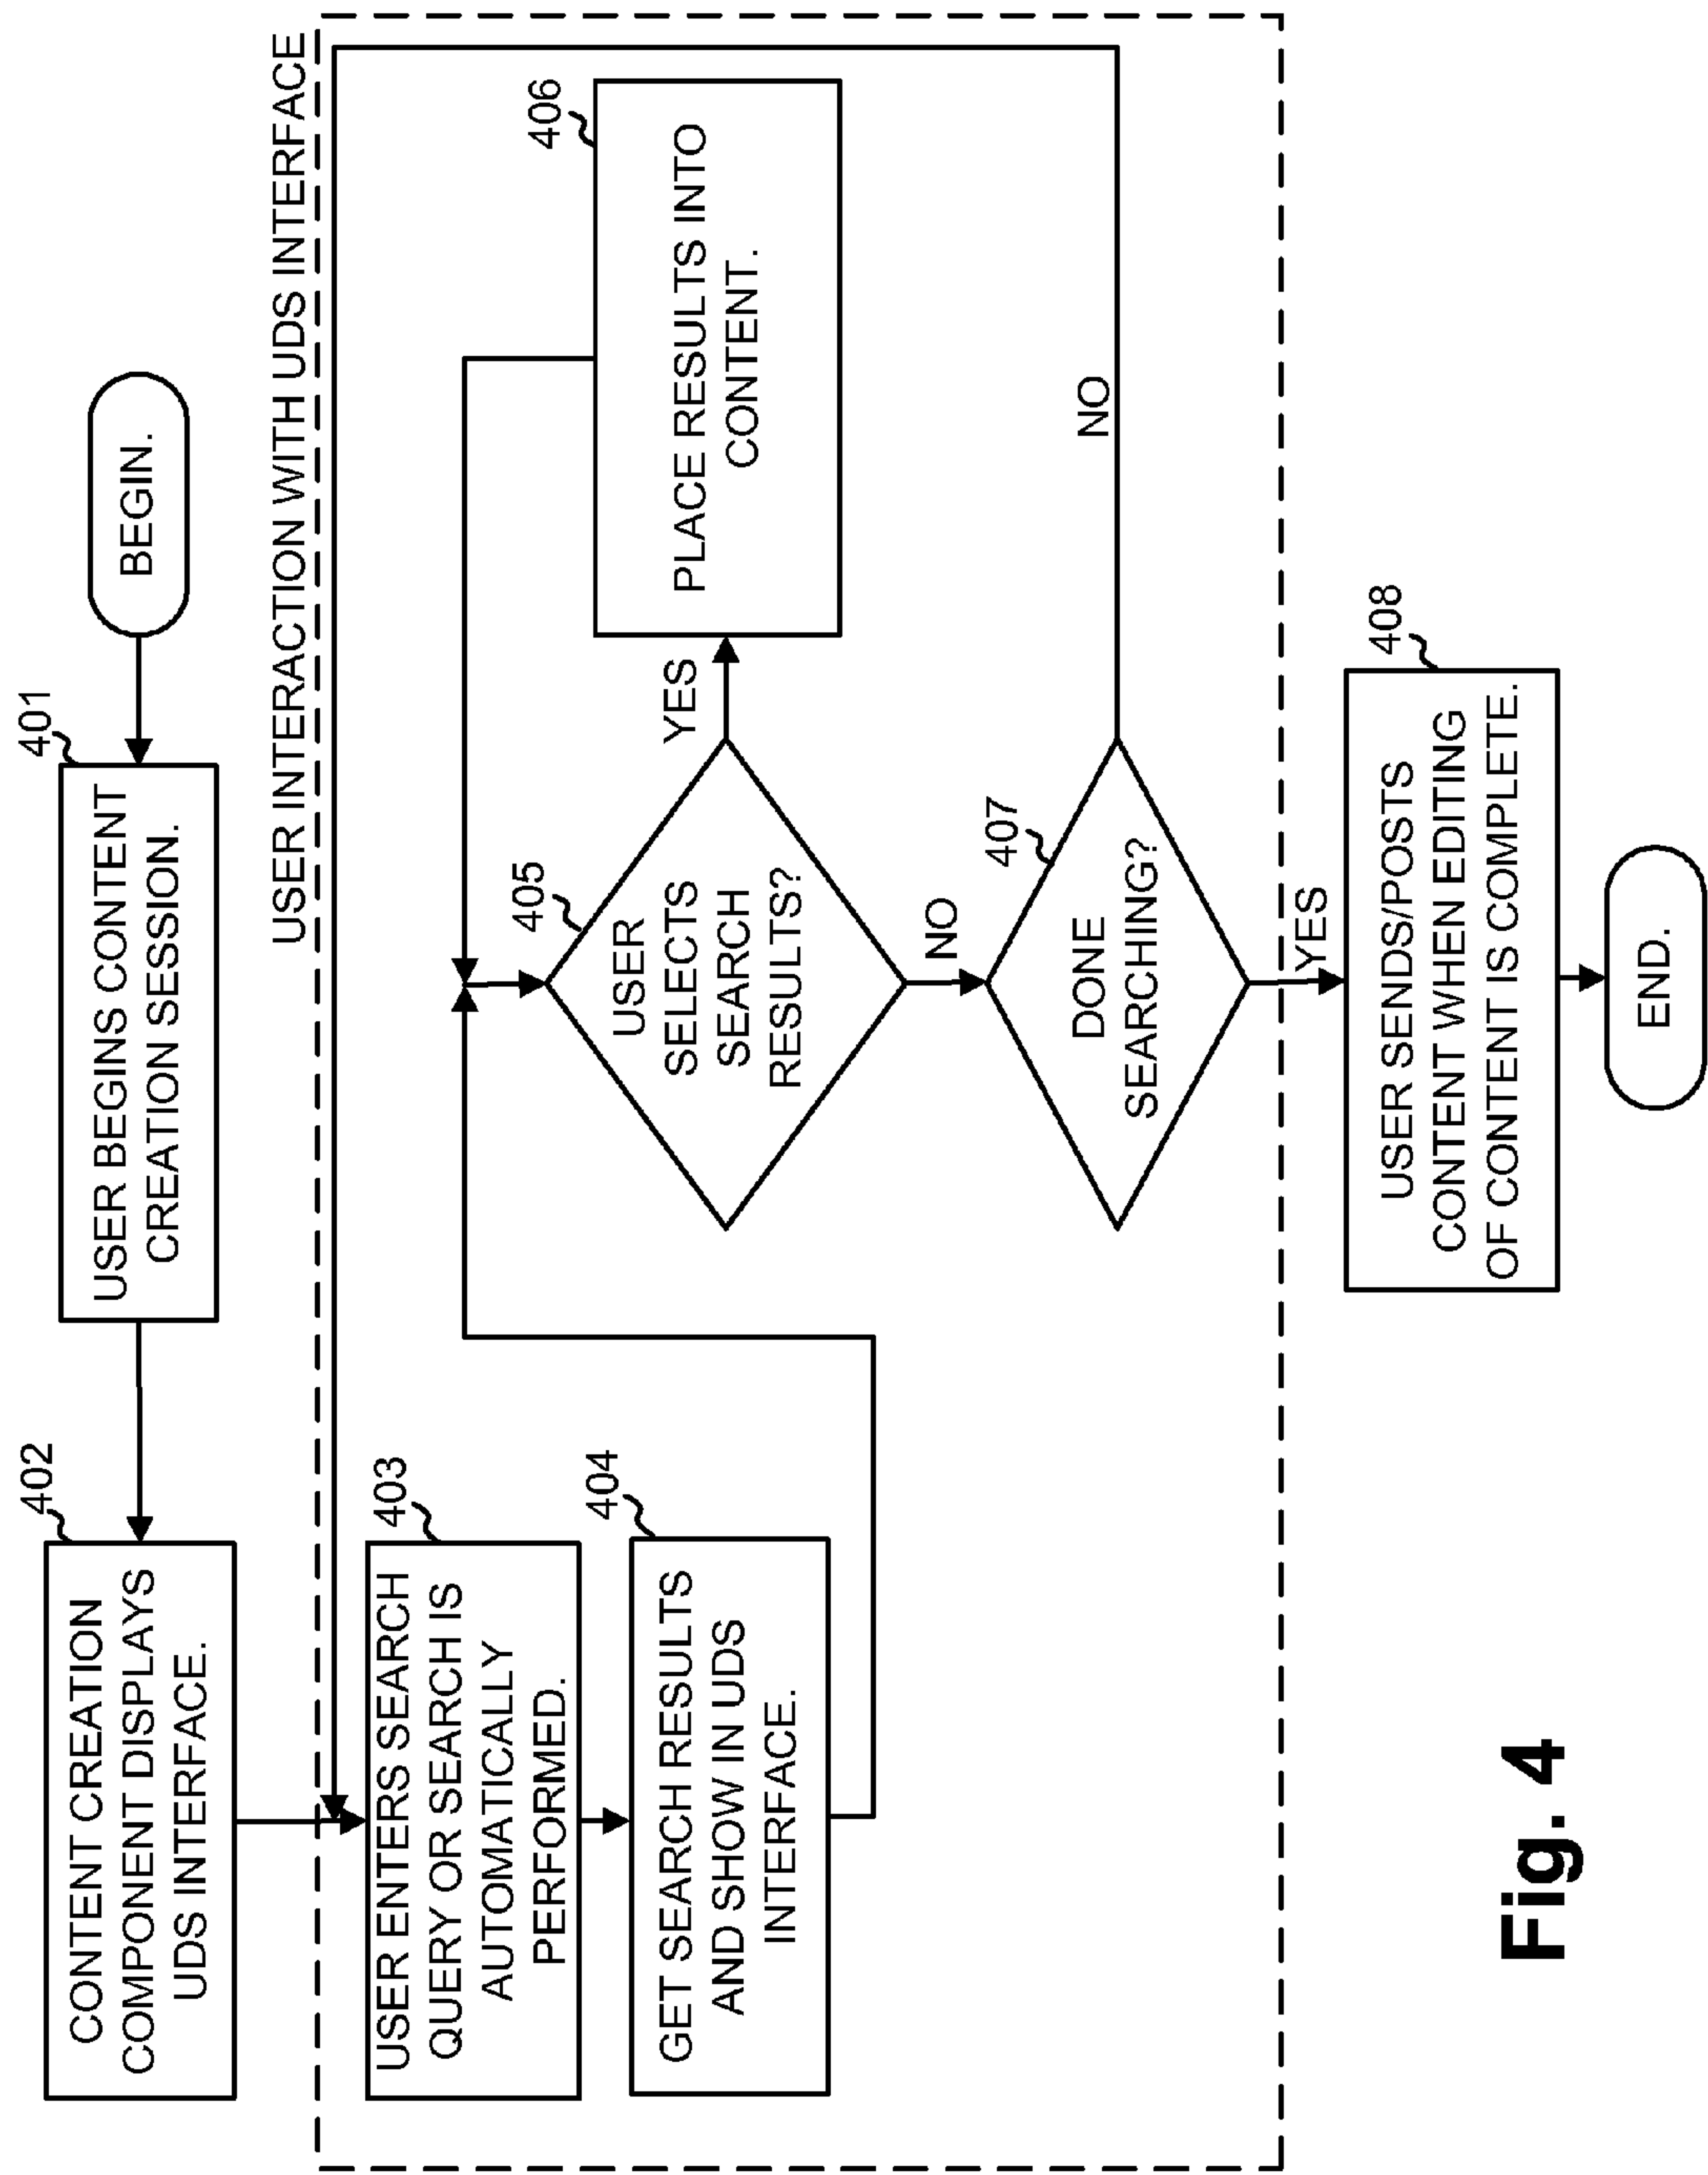 BEGIN.
401
USER BEGINS CONTENT
CREATION SESSION.
402
CONTENT CREATION
COMPONENT DISPLAYS
UDS INTERFACE.
USER INTERACTION WITH UDS INTERFACE
403
USER ENTERS SEARCH
QUERY OR SEARCH IS
AUTOMATICALLY
PERFORMED.
404
GET SEARCH RESULTS
AND SHOW IN UDS
INTERFACE.
405
USER
SELECTS
SEARCH
RESULTS?
YES
406
PLACE RESULTS INTO
CONTENT.
NO
407
DONE
SEARCHING?
NO
YES
408
USER SENDS/POSTS
CONTENT WHEN EDITING
OF CONTENT IS COMPLETE.
END.
Fig. 4